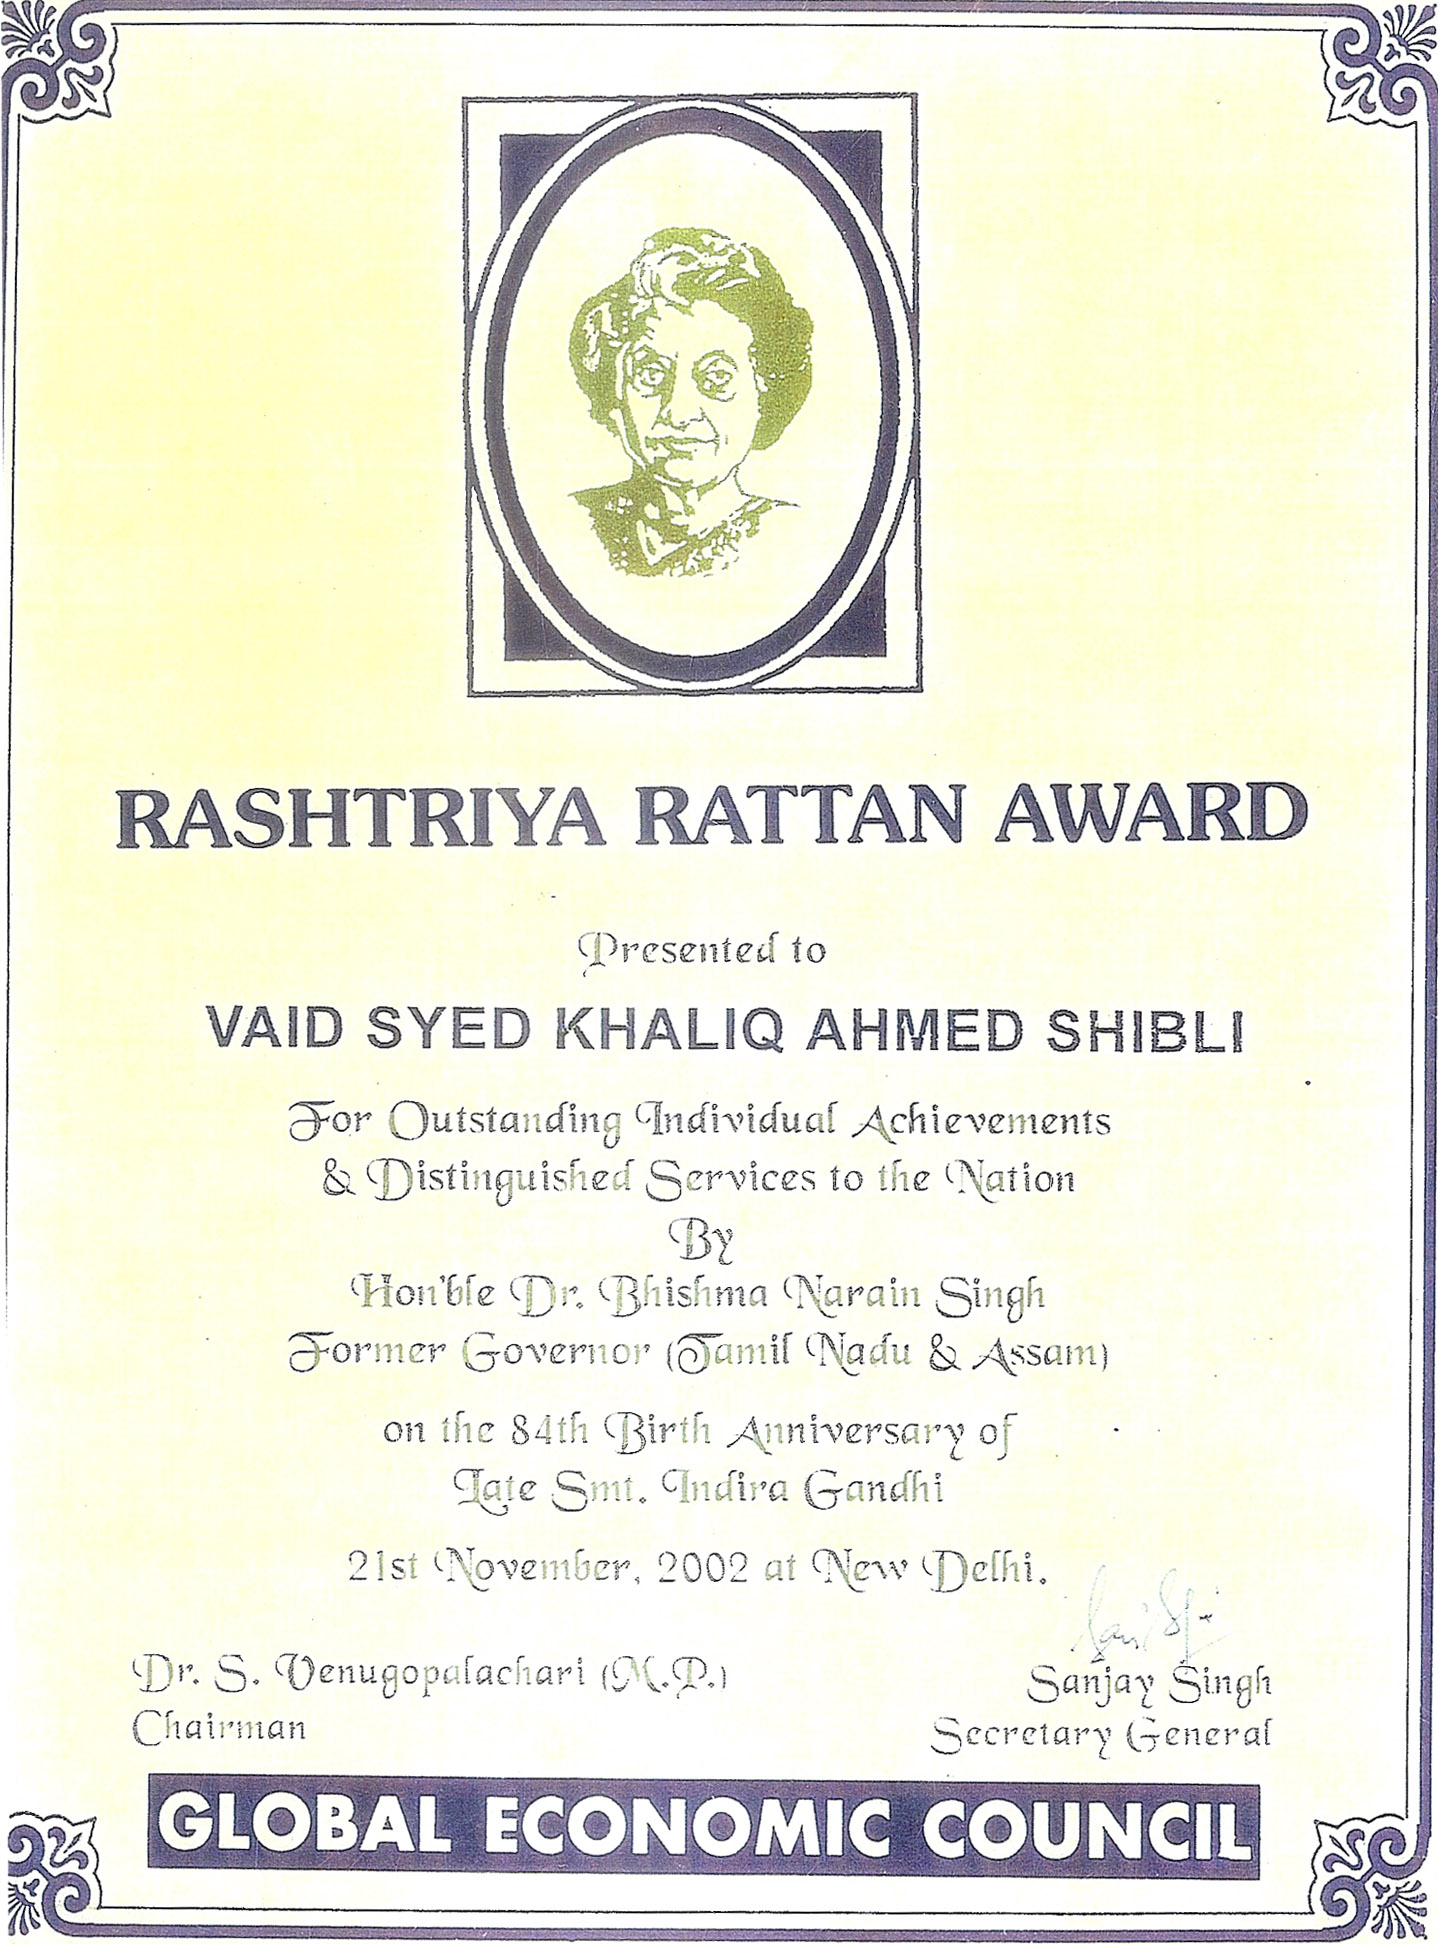 RASHTRIYA RATTAN AWARD
Presented to
VAID SYED KHALIQ AHMED SHIBLI
For Outstanding Individual Achievements
& Distinguished Services to the Nation
By
Hon'ble Dr. Bhishma Narain Singh
Former Governor (Tamil Nadu & Assam)
on the 84th Birth Anniversary of
Late Smt. Indira Gandhi
21st November, 2002 at New Delhi.
Dr. S. Venugopalachari (M.P.)
Chairman
Sanjay Singh
Secretary General
GLOBAL ECONOMIC COUNCIL